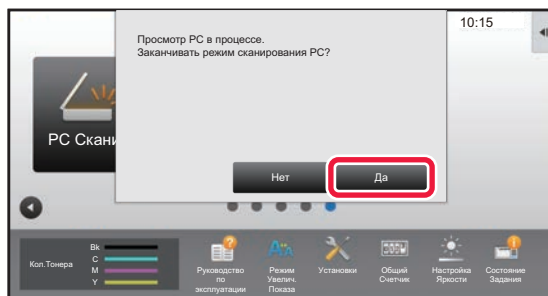 10:15
Просмотр PC в процессе.
Заканчивать режим сканирования PC?
PC Скани
Нет
Да
Кол.Тонера
Bk
C
M
Y
Руководство
по
эксплуатации
Режим
Увелич.
Показа
Установки
Общий
Счетчик
Настройка
Яркости
Состояние
Задания